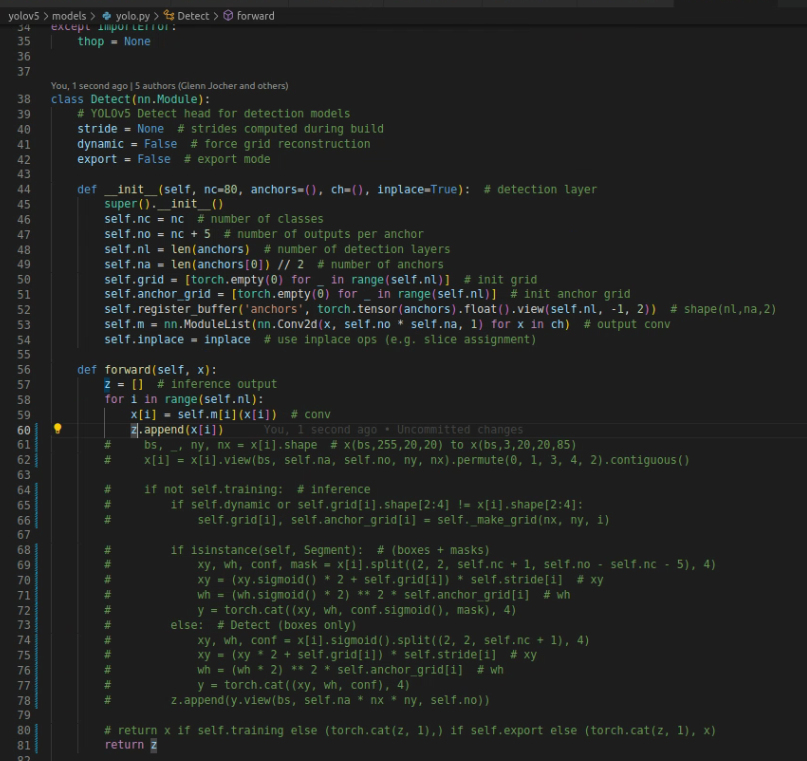 yolov5 > models > yolo.py > Detect > forward
34 except ImportError:
35     thop = None
36
37
You, 1 second ago | 5 authors (Glenn Jocher and others)
38 class Detect(nn.Module):
39     # YOLOv5 Detect head for detection models
40     stride = None  # strides computed during build
41     dynamic = False  # force grid reconstruction
42     export = False  # export mode
43
44     def __init__(self, nc=80, anchors=(), ch=(), inplace=True):  # detection layer
45         super().__init__()
46         self.nc = nc  # number of classes
47         self.no = nc + 5  # number of outputs per anchor
48         self.nl = len(anchors)  # number of detection layers
49         self.na = len(anchors[0]) // 2  # number of anchors
50         self.grid = [torch.empty(0) for _ in range(self.nl)]  # init grid
51         self.anchor_grid = [torch.empty(0) for _ in range(self.nl)]  # init anchor grid
52         self.register_buffer('anchors', torch.tensor(anchors).float().view(self.nl, -1, 2))  # shape(nl,na,2)
53         self.m = nn.ModuleList(nn.Conv2d(x, self.no * self.na, 1) for x in ch)  # output conv
54         self.inplace = inplace  # use inplace ops (e.g. slice assignment)
55
56     def forward(self, x):
57         z = []  # inference output
58         for i in range(self.nl):
59             x[i] = self.m[i](x[i])  # conv
60             z.append(x[i])      You, 1 second ago • Uncommitted changes
61         #     bs, _, ny, nx = x[i].shape  # x(bs,255,20,20) to x(bs,3,20,20,85)
62         #     x[i] = x[i].view(bs, self.na, self.no, ny, nx).permute(0, 1, 3, 4, 2).contiguous()
63
64         #     if not self.training:  # inference
65         #         if self.dynamic or self.grid[i].shape[2:4] != x[i].shape[2:4]:
66         #             self.grid[i], self.anchor_grid[i] = self._make_grid(nx, ny, i)
67
68         #         if isinstance(self, Segment):  # (boxes + masks)
69         #             xy, wh, conf, mask = x[i].split((2, 2, self.nc + 1, self.no - self.nc - 5), 4)
70         #             xy = (xy.sigmoid() * 2 + self.grid[i]) * self.stride[i]  # xy
71         #             wh = (wh.sigmoid() * 2) ** 2 * self.anchor_grid[i]  # wh
72         #             y = torch.cat((xy, wh, conf.sigmoid(), mask), 4)
73         #         else:  # Detect (boxes only)
74         #             xy, wh, conf = x[i].sigmoid().split((2, 2, self.nc + 1), 4)
75         #             xy = (xy * 2 + self.grid[i]) * self.stride[i]  # xy
76         #             wh = (wh * 2) ** 2 * self.anchor_grid[i]  # wh
77         #             y = torch.cat((xy, wh, conf), 4)
78         #         z.append(y.view(bs, self.na * nx * ny, self.no))
79
80         # return x if self.training else (torch.cat(z, 1),) if self.export else (torch.cat(z, 1), x)
81         return z
82